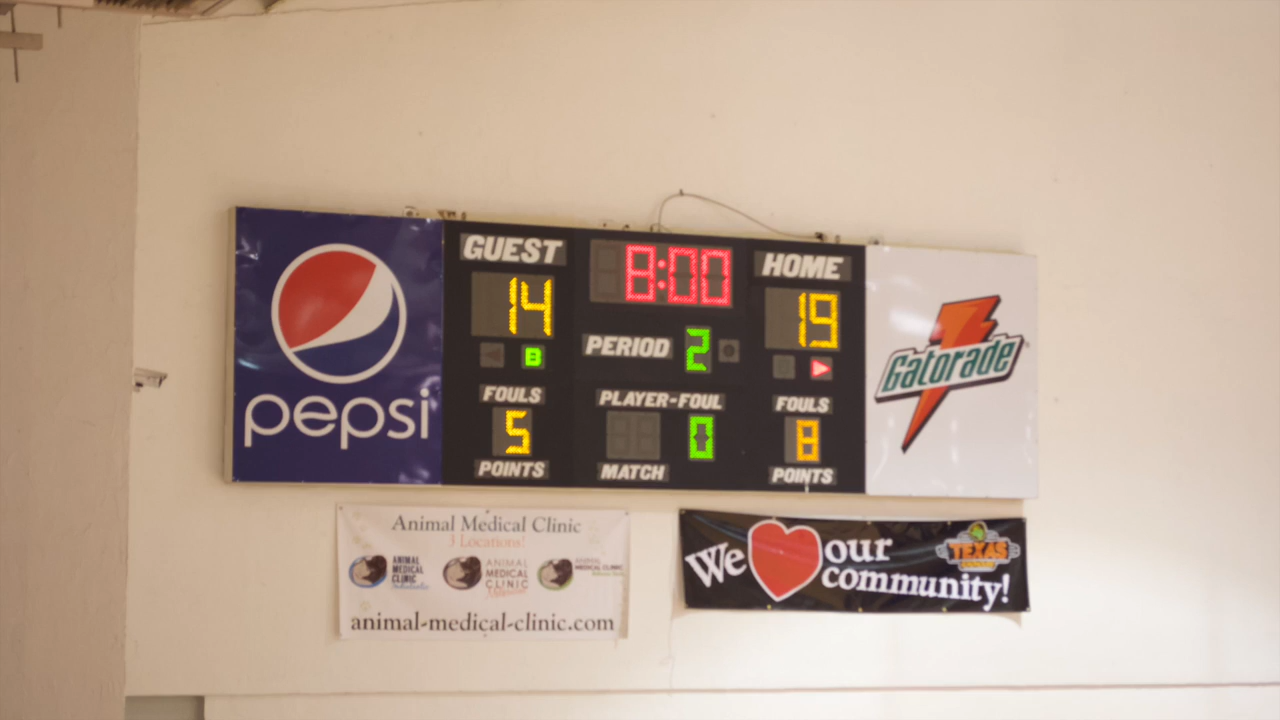 pepsi
GUEST
14
B
FOULS
5
POINTS
8:00
PERIOD 2
PLAYER-FOUL
0
MATCH
HOME
19
FOULS
8
POINTS
Gatorade
Animal Medical Clinic
3 Locations!
ANIMAL
MEDICAL
CLINIC
ANIMAL
MEDICAL
CLINIC
ANIMAL
MEDICAL CLINIC
animal-medical-clinic.com
We our
community!
TEXAS